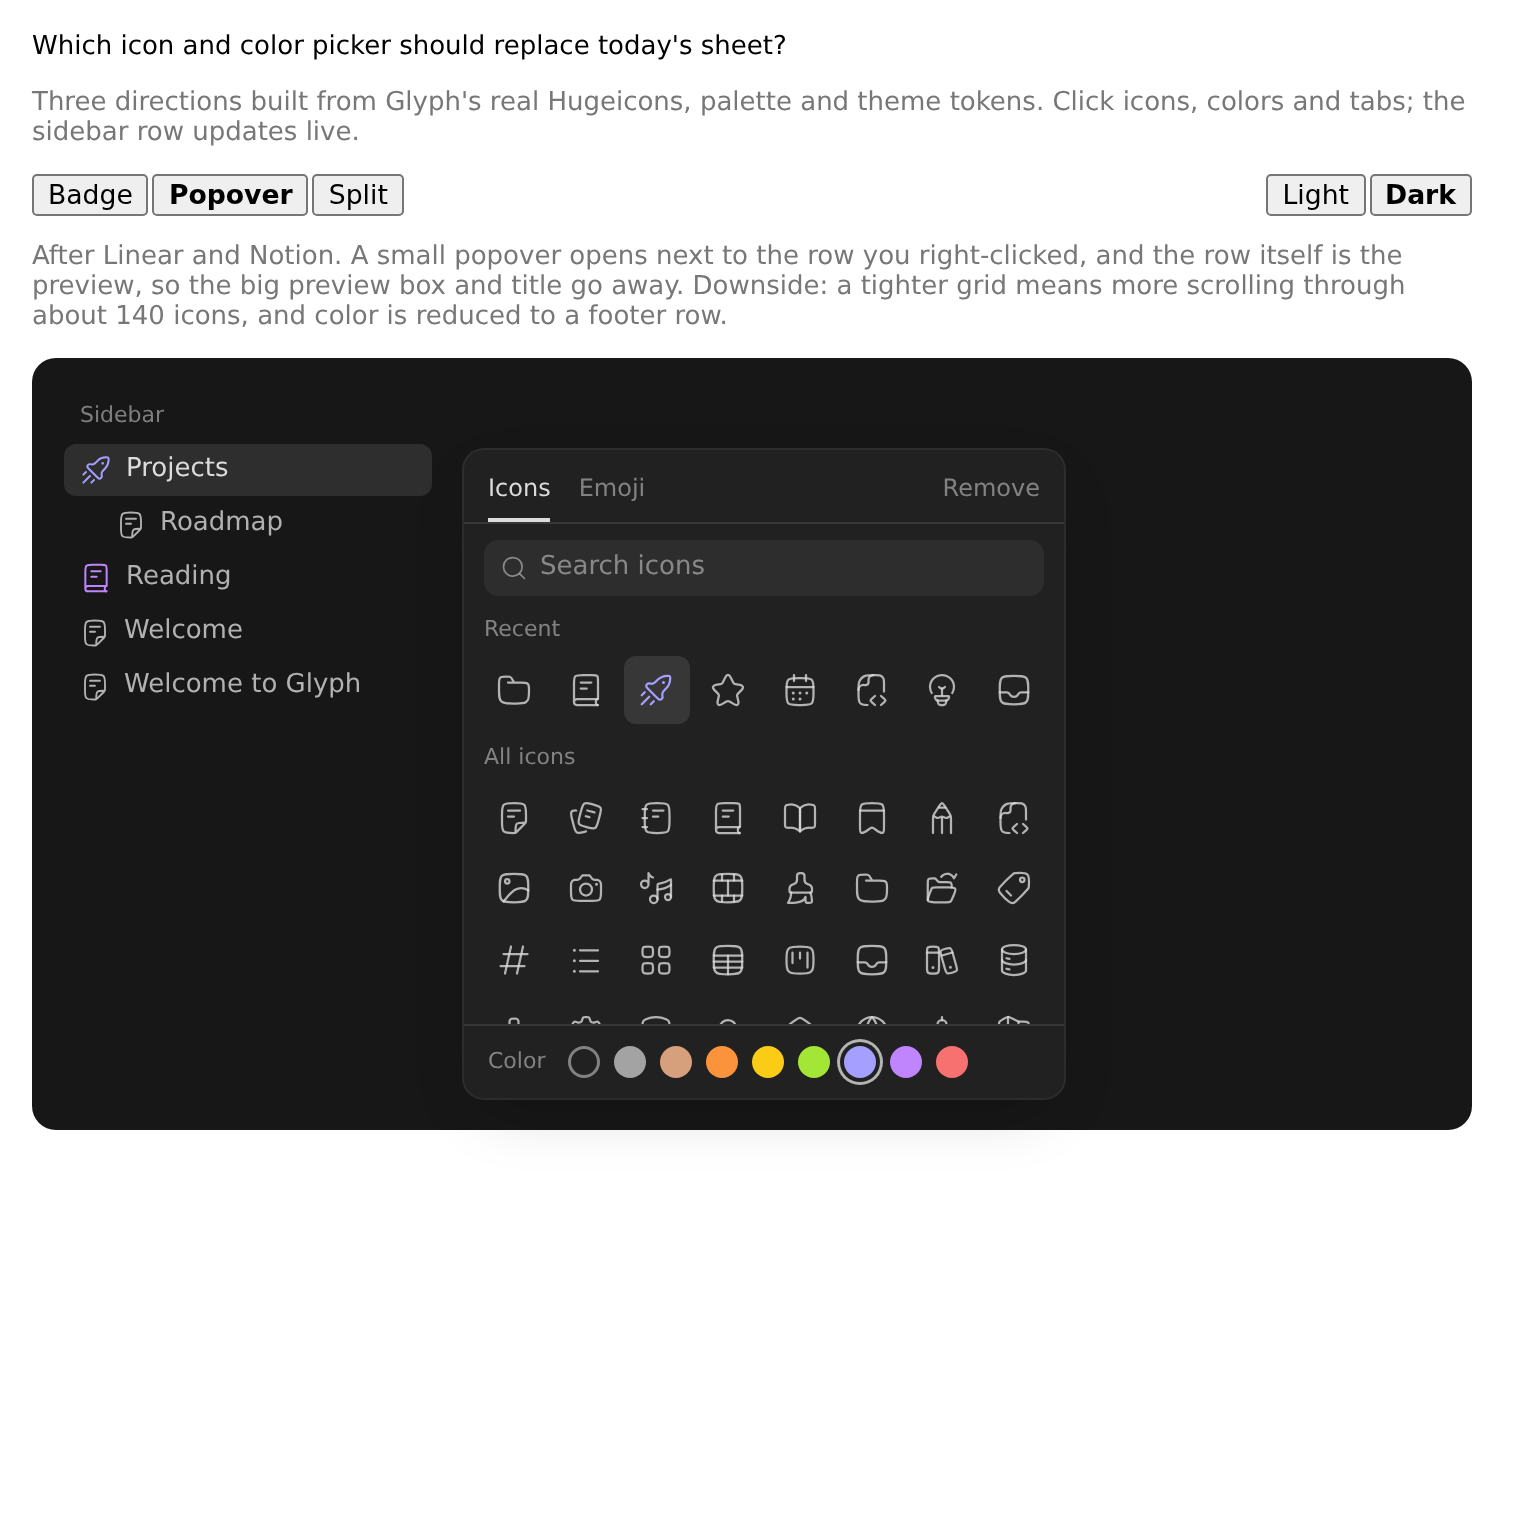 Which icon and color picker should replace today's sheet?
Three directions built from Glyph's real Hugeicons, palette and theme tokens. Click icons, colors and tabs; the
sidebar row updates live.
Badge Popover Split Light Dark
After Linear and Notion. A small popover opens next to the row you right-clicked, and the row itself is the
preview, so the big preview box and title go away. Downside: a tighter grid means more scrolling through
about 140 icons, and color is reduced to a footer row.
Sidebar
Projects
Roadmap
Reading
Welcome
Welcome to Glyph
Icons Emoji Remove
Search icons
Recent
All icons
Color